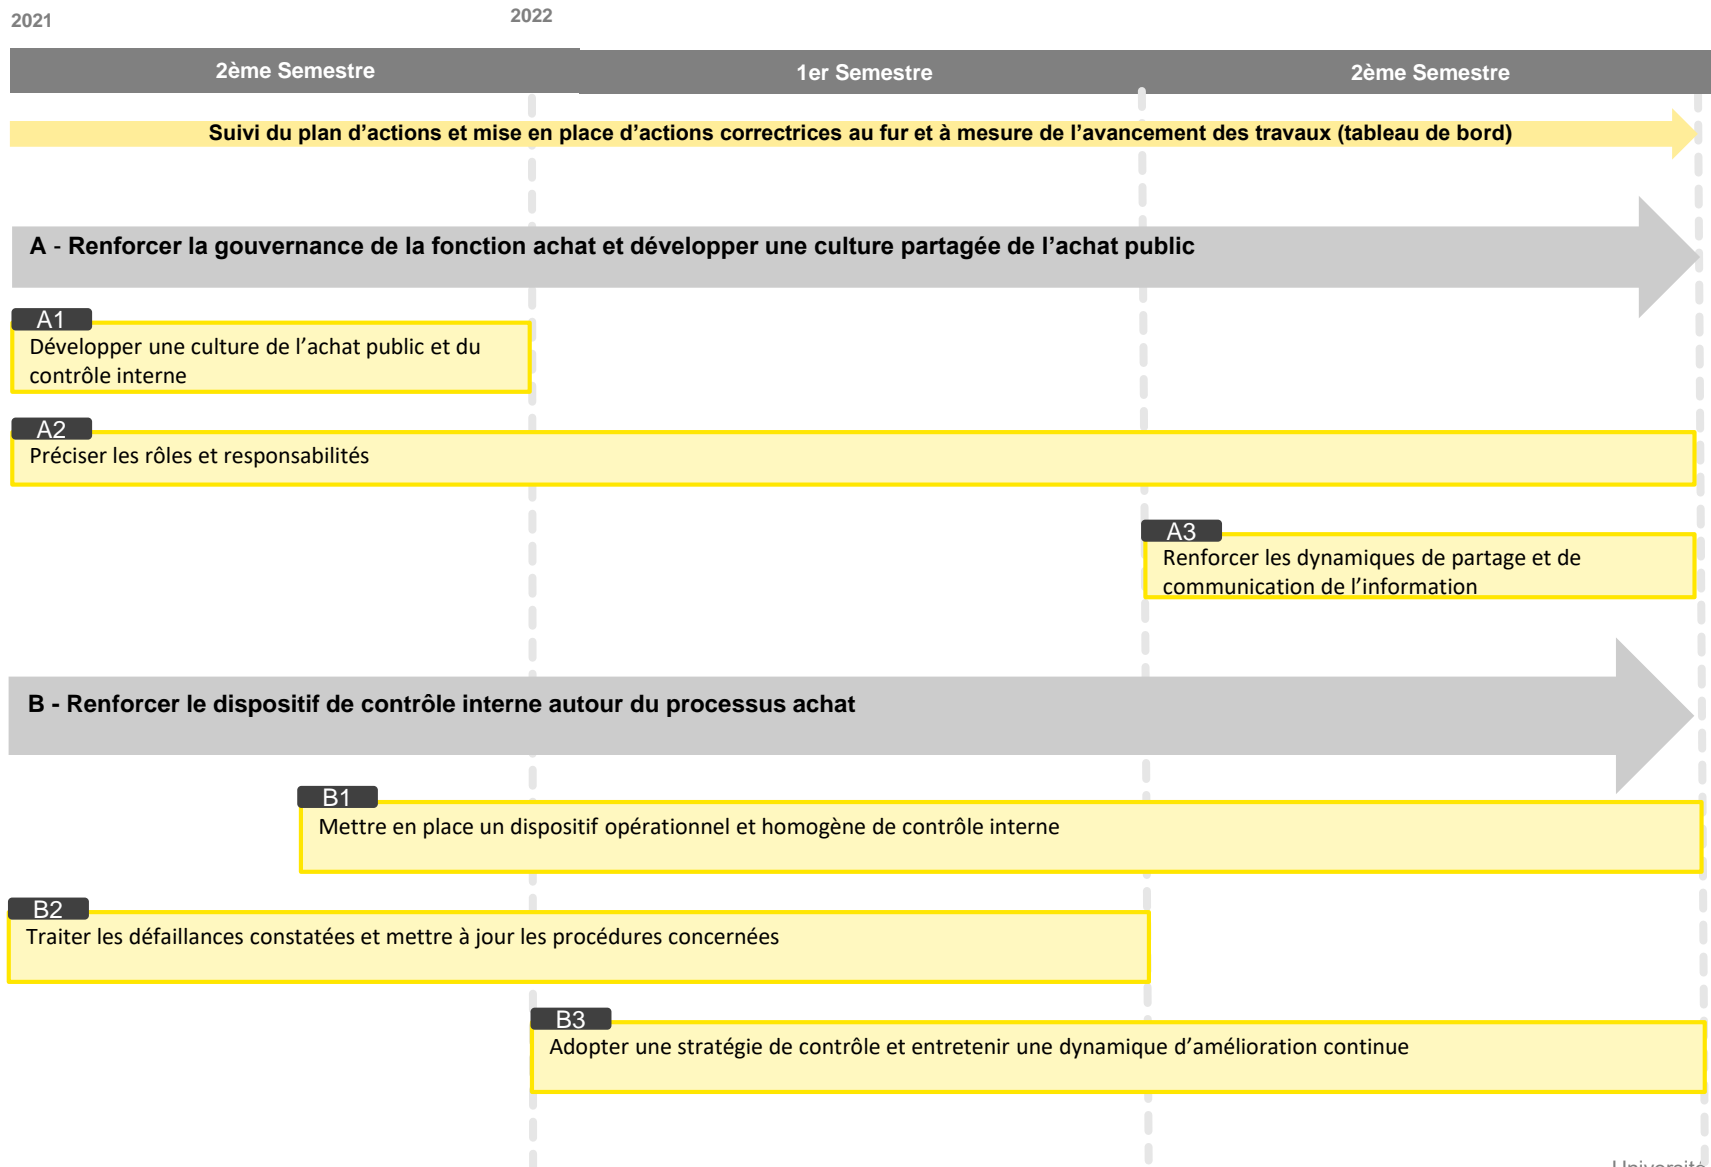 2021
2022
2ème Semestre
1er Semestre
2ème Semestre
Suivi du plan d’actions et mise en place d’actions correctrices au fur et à mesure de l’avancement des travaux (tableau de bord)
A - Renforcer la gouvernance de la fonction achat et développer une culture partagée de l’achat public
A1
Développer une culture de l’achat public et du
contrôle interne
A2
Préciser les rôles et responsabilités
A3
Renforcer les dynamiques de partage et de
communication de l’information
B - Renforcer le dispositif de contrôle interne autour du processus achat
B1
Mettre en place un dispositif opérationnel et homogène de contrôle interne
B2
Traiter les défaillances constatées et mettre à jour les procédures concernées
B3
Adopter une stratégie de contrôle et entretenir une dynamique d’amélioration continue
Université